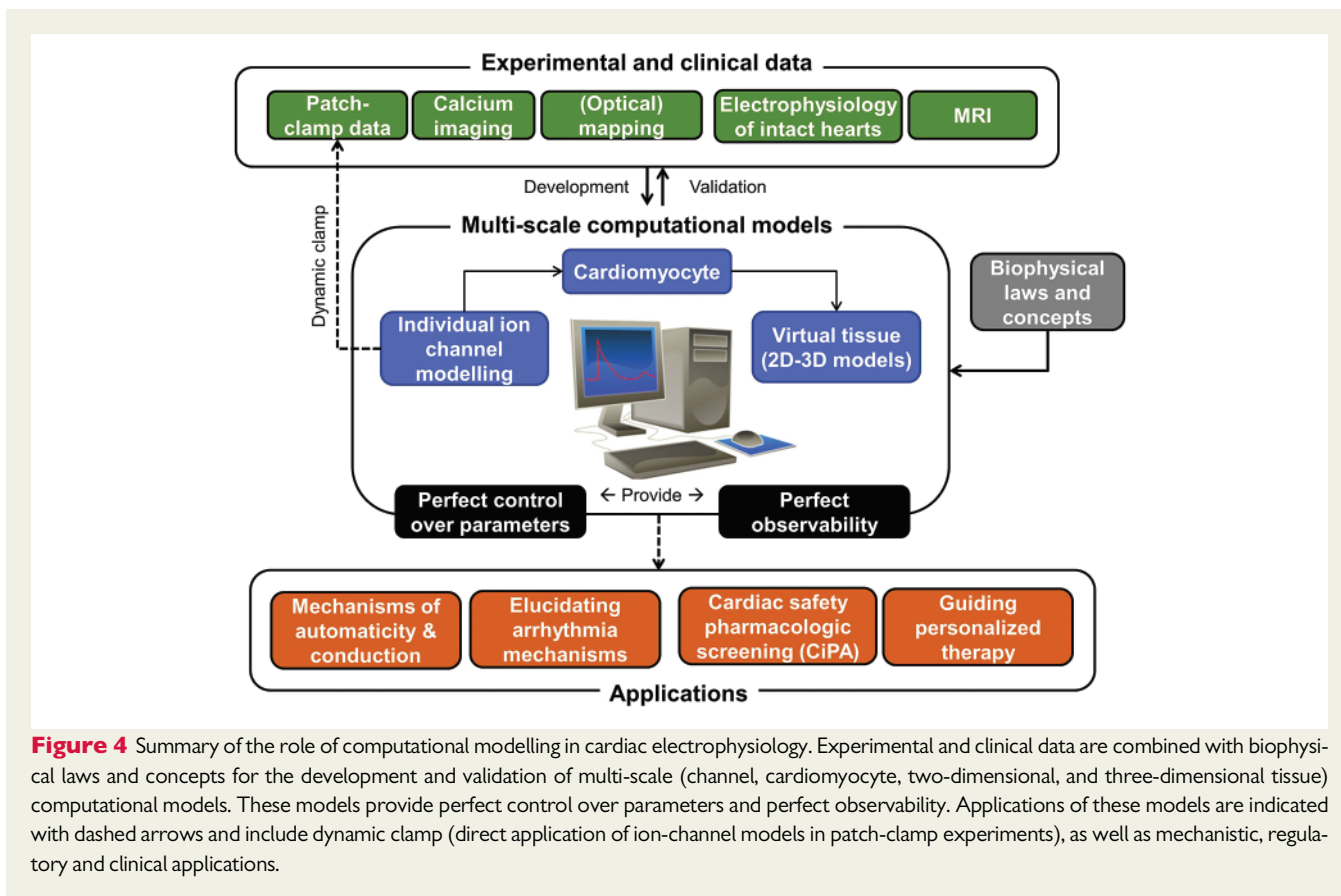 Experimental and clinical data
Patch-
clamp data
Calcium
imaging
(Optical)
mapping
Electrophysiology
of intact hearts
MRI
Development
Validation
Dynamic clamp
Multi-scale computational models
Cardiomyocyte
Individual ion
channel
modelling
Virtual tissue
(2D-3D models)
Biophysical
laws and
concepts
Perfect control
over parameters
← Provide →
Perfect
observability
Mechanisms of
automaticity &
conduction
Elucidating
arrhythmia
mechanisms
Cardiac safety
pharmacologic
screening (CiPA)
Guiding
personalized
therapy
Applications
Figure 4 Summary of the role of computational modelling in cardiac electrophysiology. Experimental and clinical data are combined with biophysi-
cal laws and concepts for the development and validation of multi-scale (channel, cardiomyocyte, two-dimensional, and three-dimensional tissue)
computational models. These models provide perfect control over parameters and perfect observability. Applications of these models are indicated
with dashed arrows and include dynamic clamp (direct application of ion-channel models in patch-clamp experiments), as well as mechanistic, regula-
tory and clinical applications.